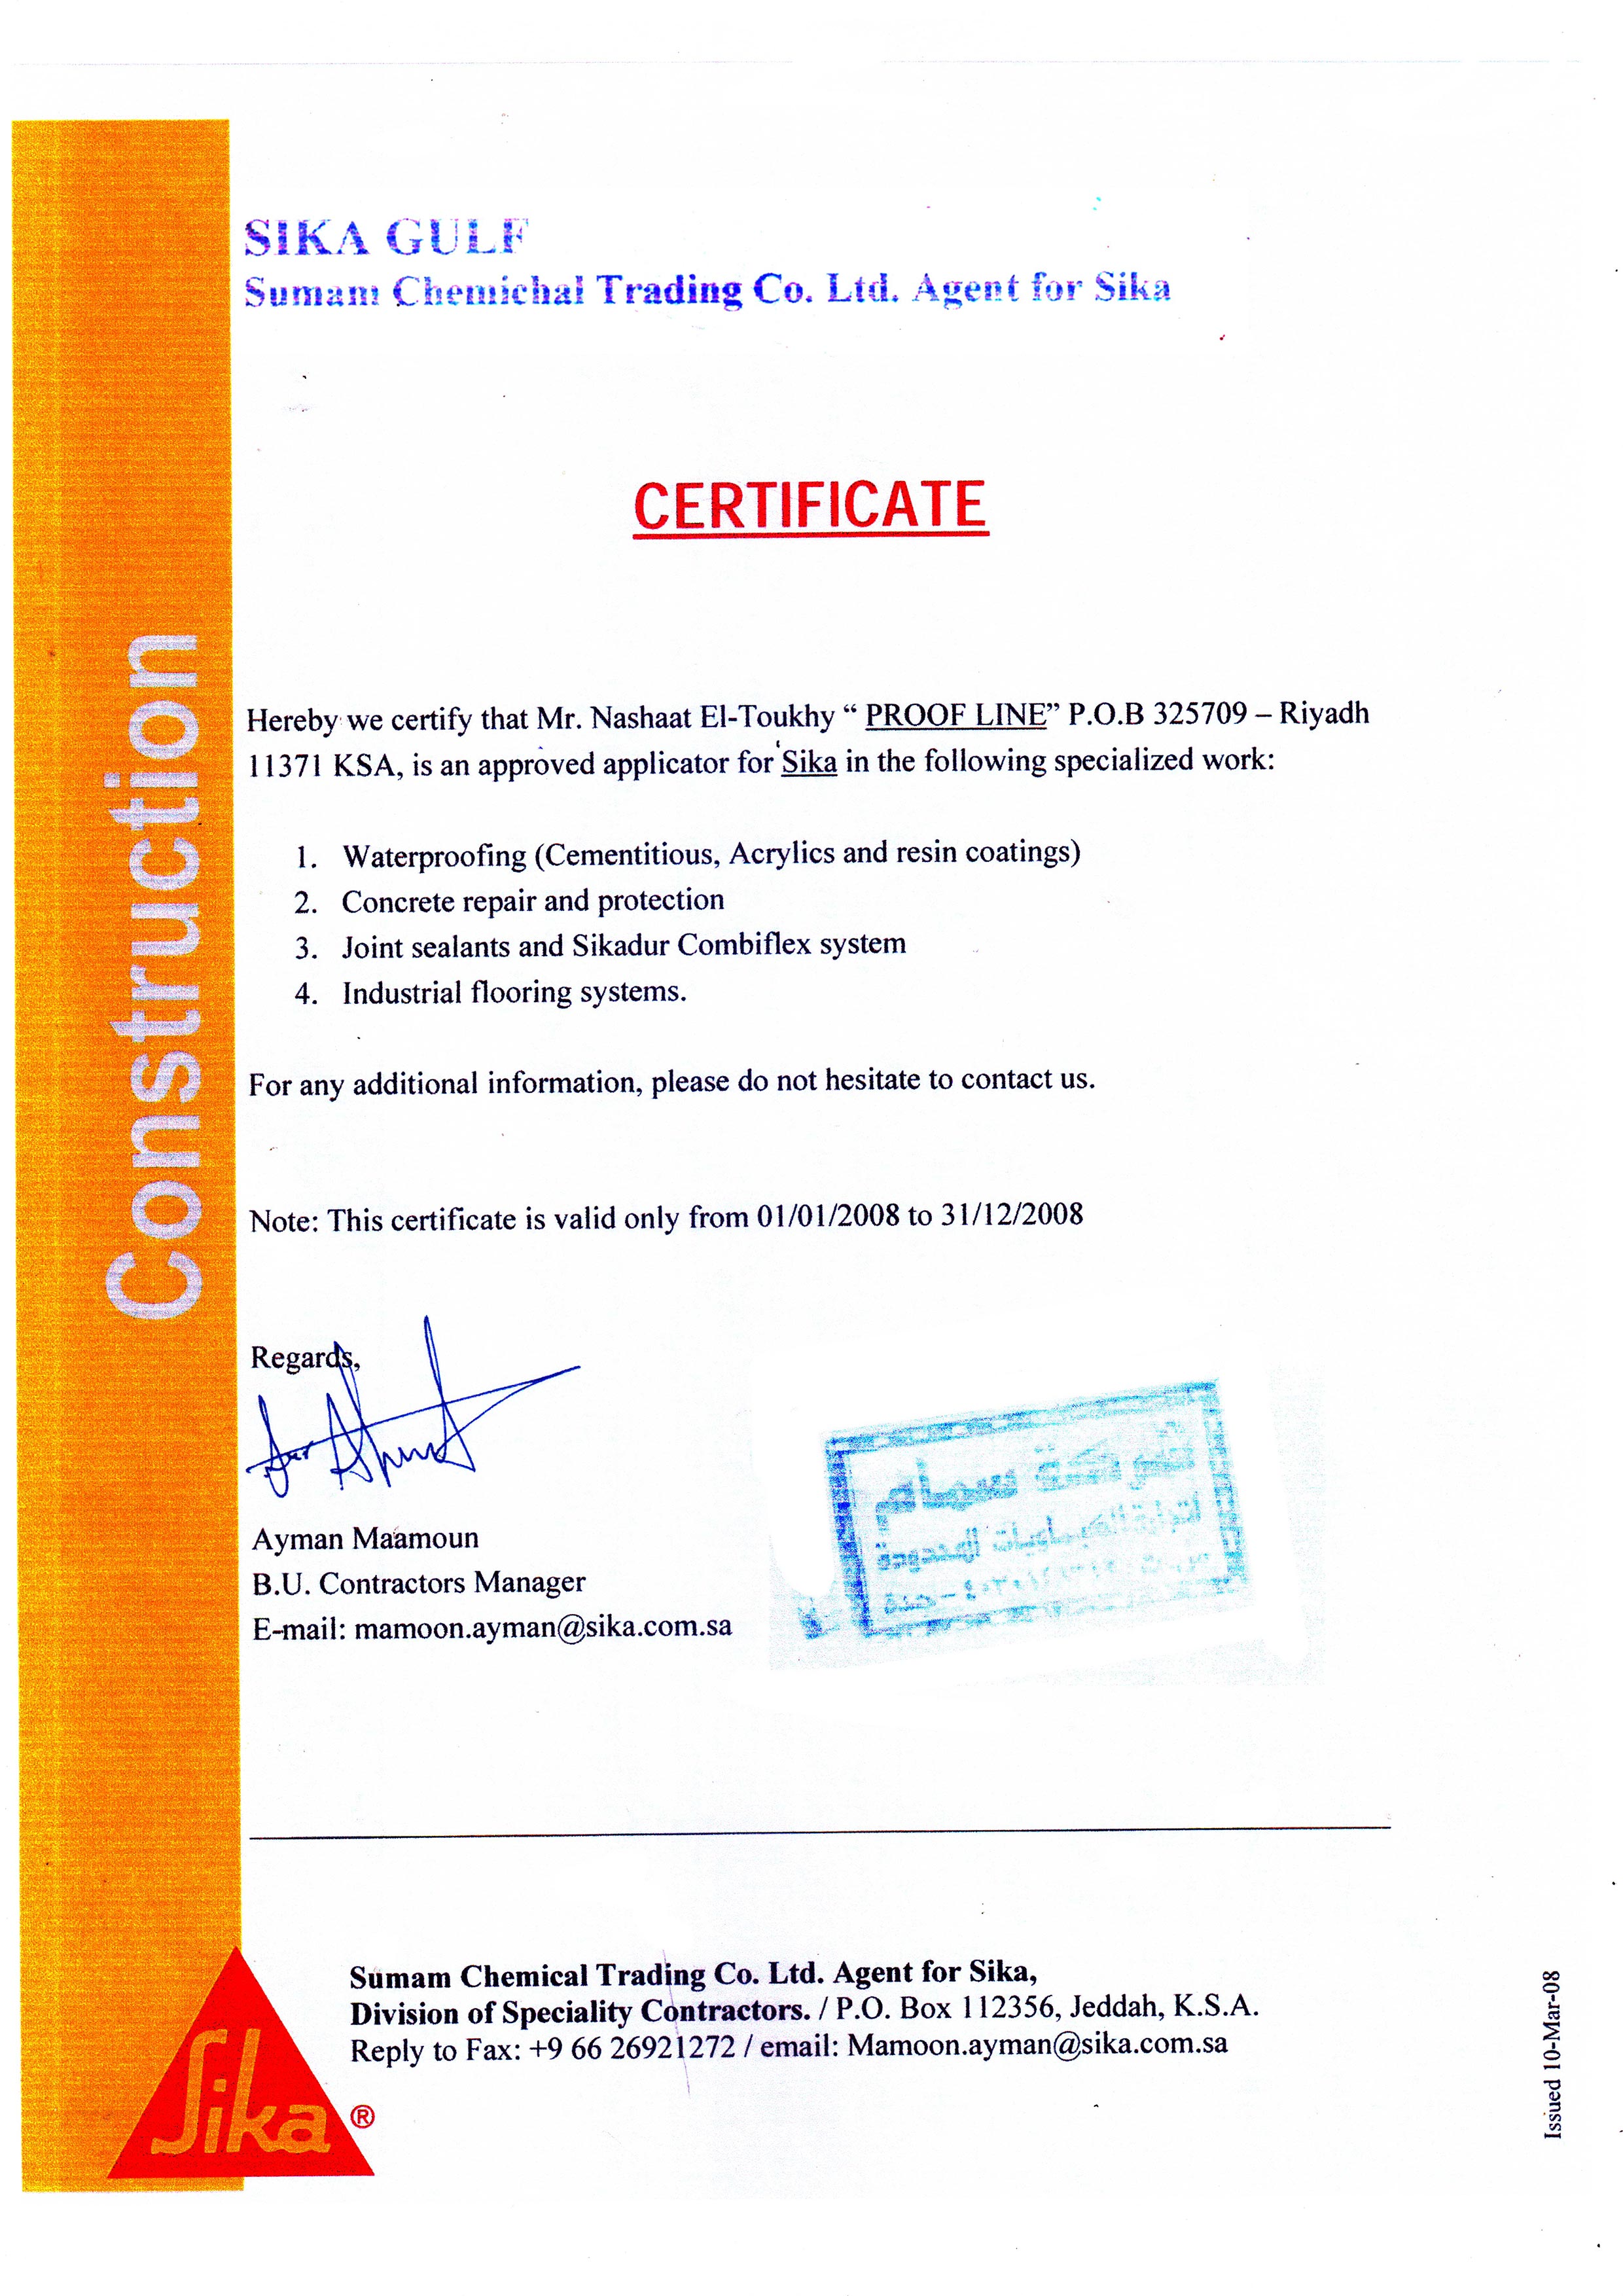 SIKA GULF
Sumam Chemichal Trading Co. Ltd. Agent for Sika
CERTIFICATE
Construction
Hereby we certify that Mr. Nashaat El-Toukhy “ PROOF LINE” P.O.B 325709 – Riyadh
11371 KSA, is an approved applicator for Sika in the following specialized work:
1. Waterproofing (Cementitious, Acrylics and resin coatings)
2. Concrete repair and protection
3. Joint sealants and Sikadur Combiflex system
4. Industrial flooring systems.
For any additional information, please do not hesitate to contact us.
Note: This certificate is valid only from 01/01/2008 to 31/12/2008
Regards,
Ayman Maamoun
B.U. Contractors Manager
E-mail: mamoon.ayman@sika.com.sa
شركة سمام
لتجارة الكيماويات المحدودة
جدة
Sumam Chemical Trading Co. Ltd. Agent for Sika,
Division of Speciality Contractors. / P.O. Box 112356, Jeddah, K.S.A.
Reply to Fax: +9 66 26921272 / email: Mamoon.ayman@sika.com.sa
Sika ®
Issued 10-Mar-08